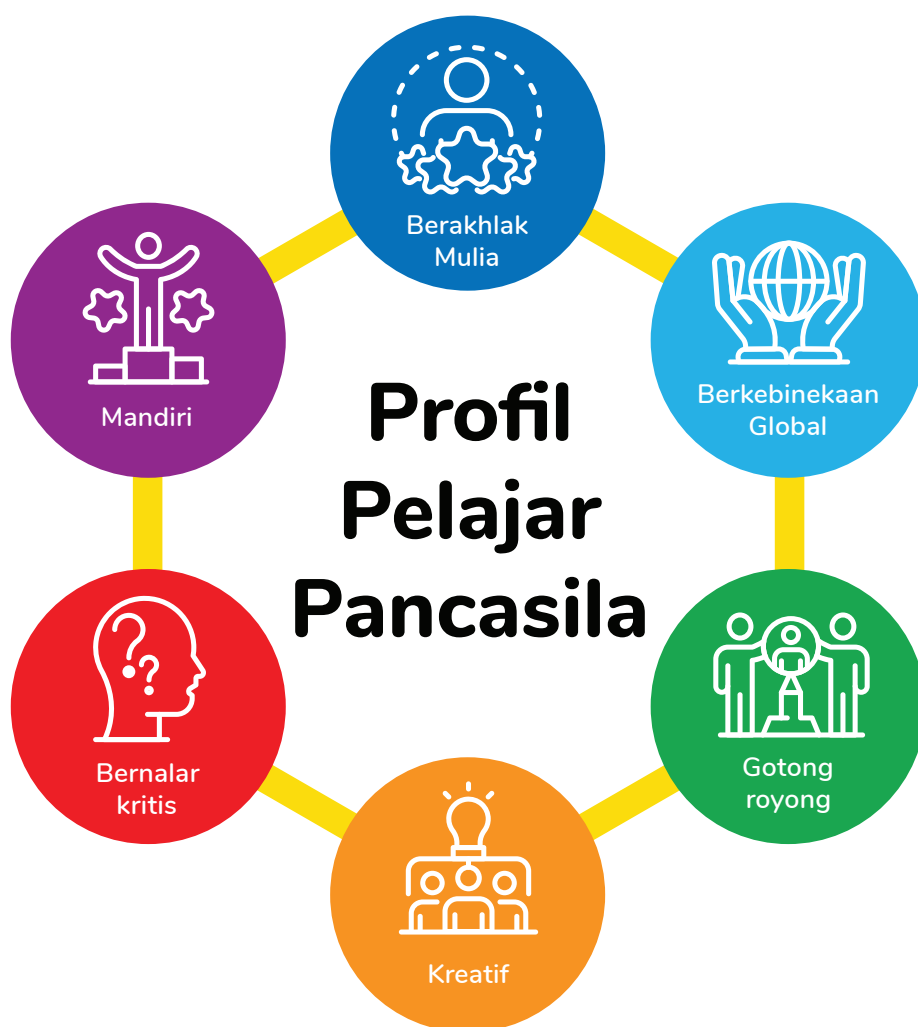 Profil
Pelajar
Pancasila
Berakhlak
Mulia
Berkebinekaan
Global
Gotong
royong
Kreatif
Bernalar
kritis
Mandiri